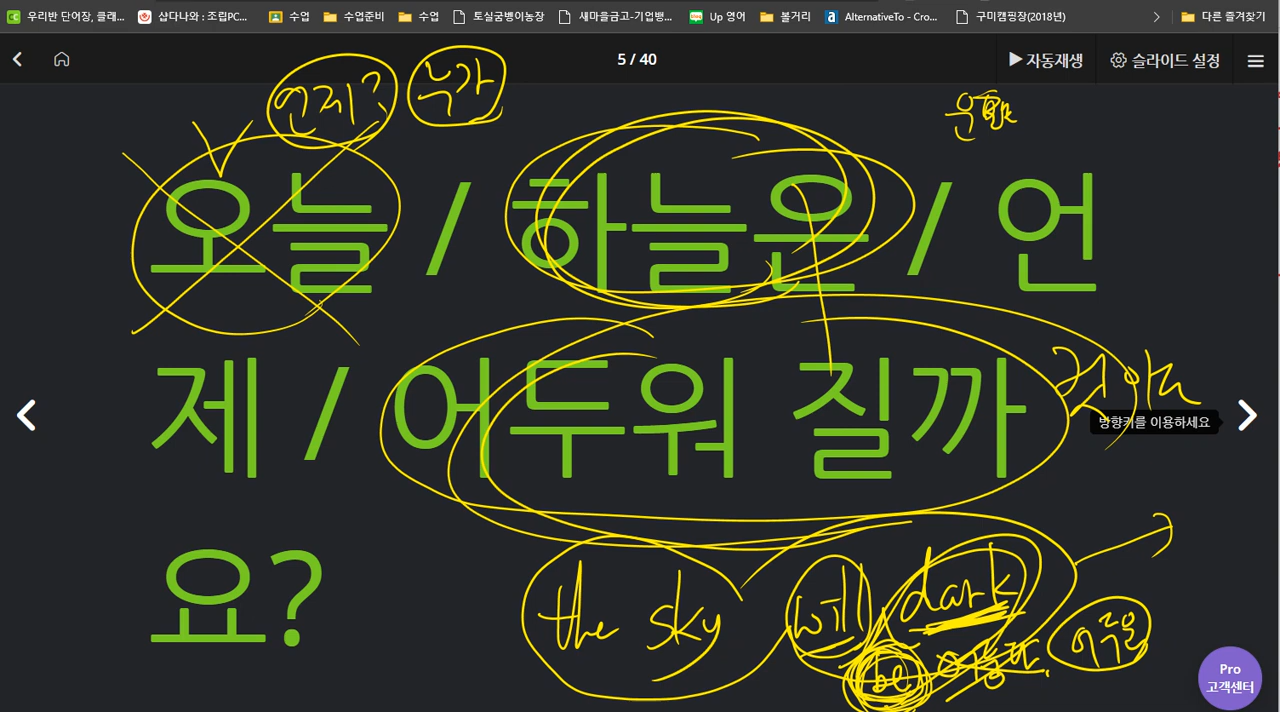 우리반 단어장, 클래... 샵다나와 : 조립PC... 수업 수업준비 수업 토실굼벵이농장 새마을금고-기업뱅... Up 영어 볼거리 AlternativeTo - Cro... 구미캠핑장(2018년) 다른 즐겨찾기
5 / 40 자동재생 슬라이드 설정
언제? 누가
오늘 / 하늘은 / 언
제 / 어두워 질까
방향키를 이용하세요
요?
the sky will dark
be 어두운
Pro
고객센터